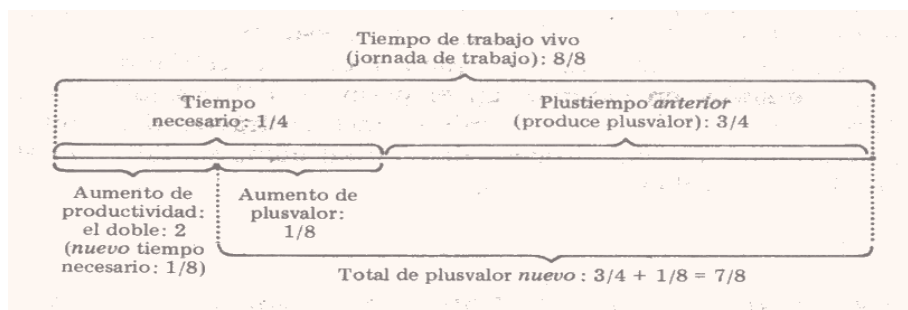 Tiempo de trabajo vivo
(jornada de trabajo): 8/8
Tiempo
necesario: 1/4
Plustiempo anterior
(produce plusvalor): 3/4
Aumento de
productividad:
el doble: 2
(nuevo tiempo
necesario: 1/8)
Aumento de
plusvalor:
1/8
Total de plusvalor nuevo : 3/4 + 1/8 = 7/8